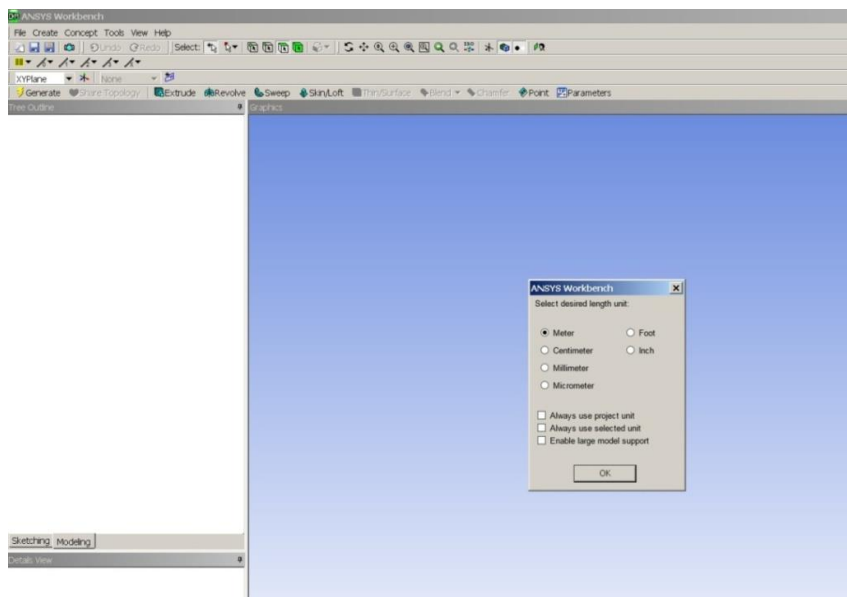 ANSYS Workbench
File Create Concept Tools View Help
Undo Redo Select:
XYPlane None
Generate Share Topology Extrude Revolve Sweep Skin/Loft Thin/Surface Blend Chamfer Point Parameters
Tree Outline Graphics
ANSYS Workbench
Select desired length unit:
Meter Foot
Centimeter Inch
Millimeter
Micrometer
Always use project unit
Always use selected unit
Enable large model support
OK
Sketching Modeling
Details View